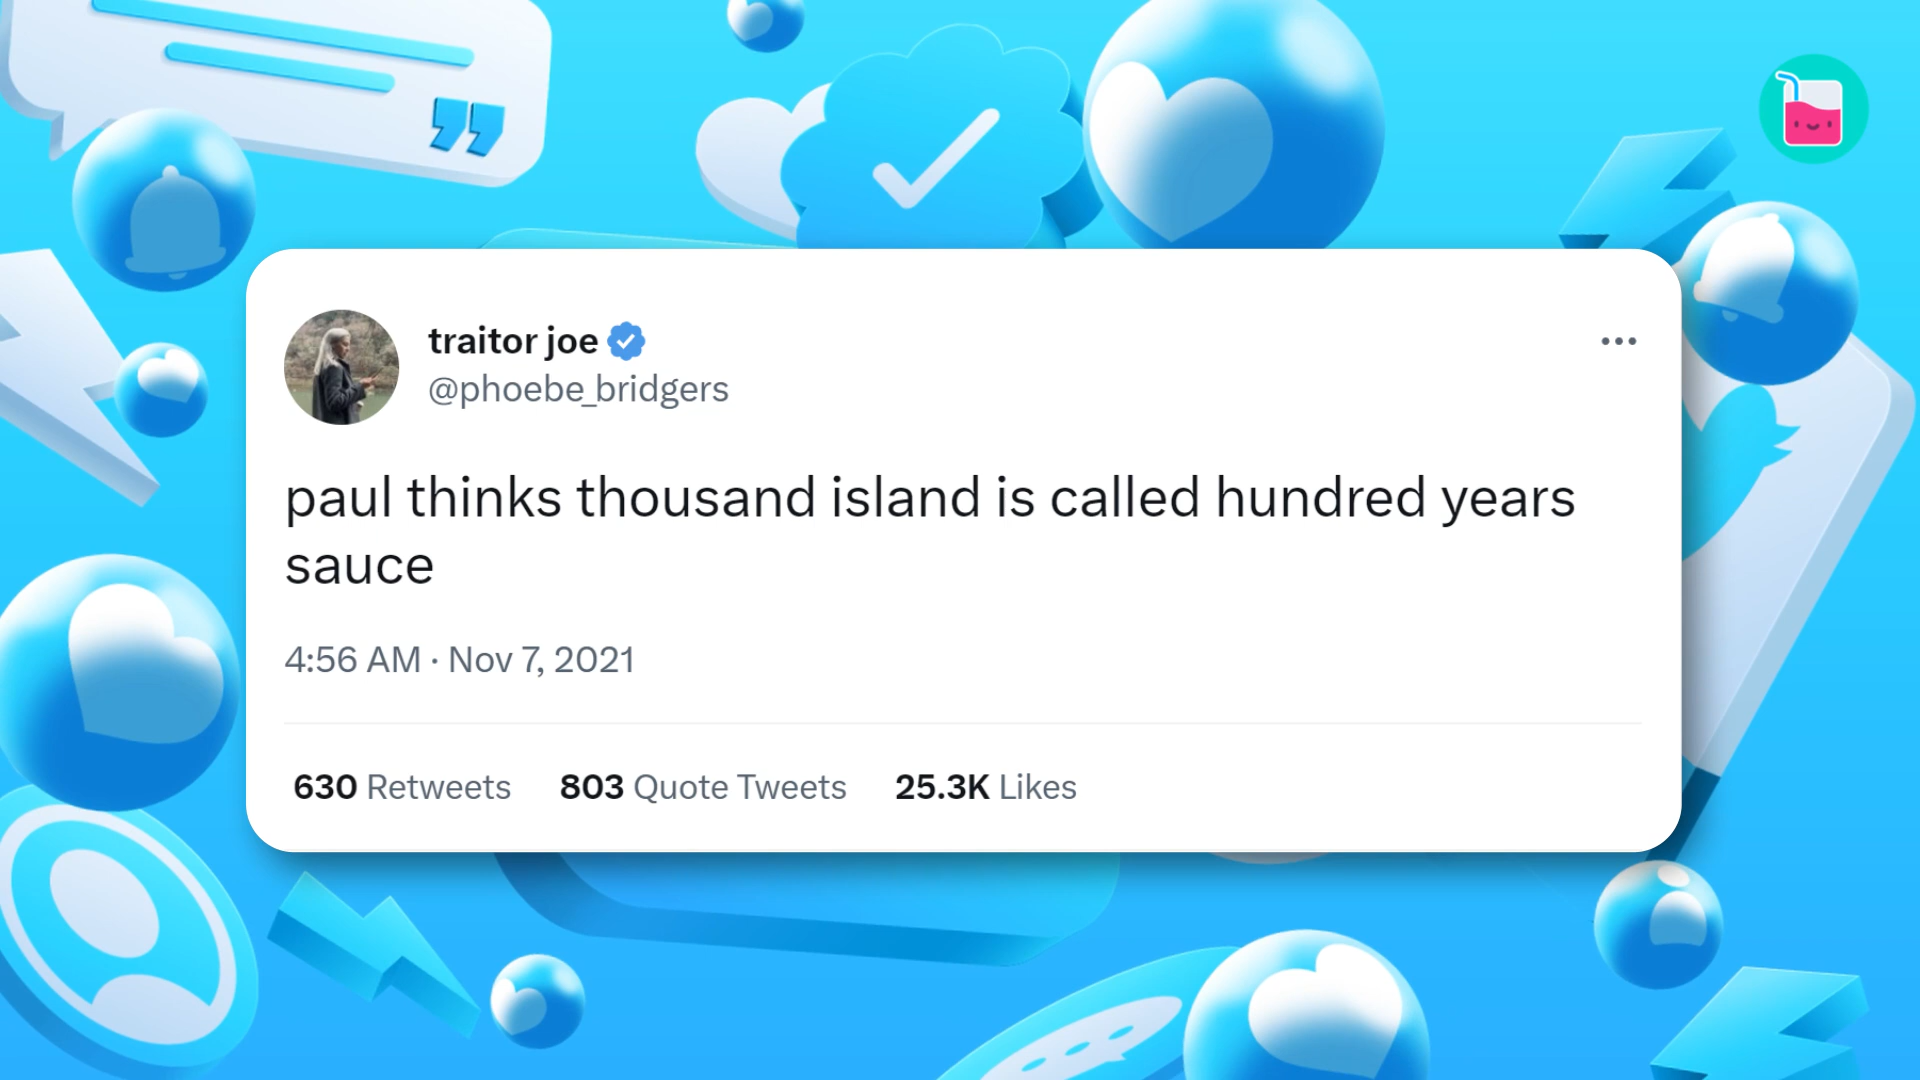 traitor joe
@phoebe_bridgers
paul thinks thousand island is called hundred years
sauce
4:56 AM · Nov 7, 2021
630 Retweets 803 Quote Tweets 25.3K Likes